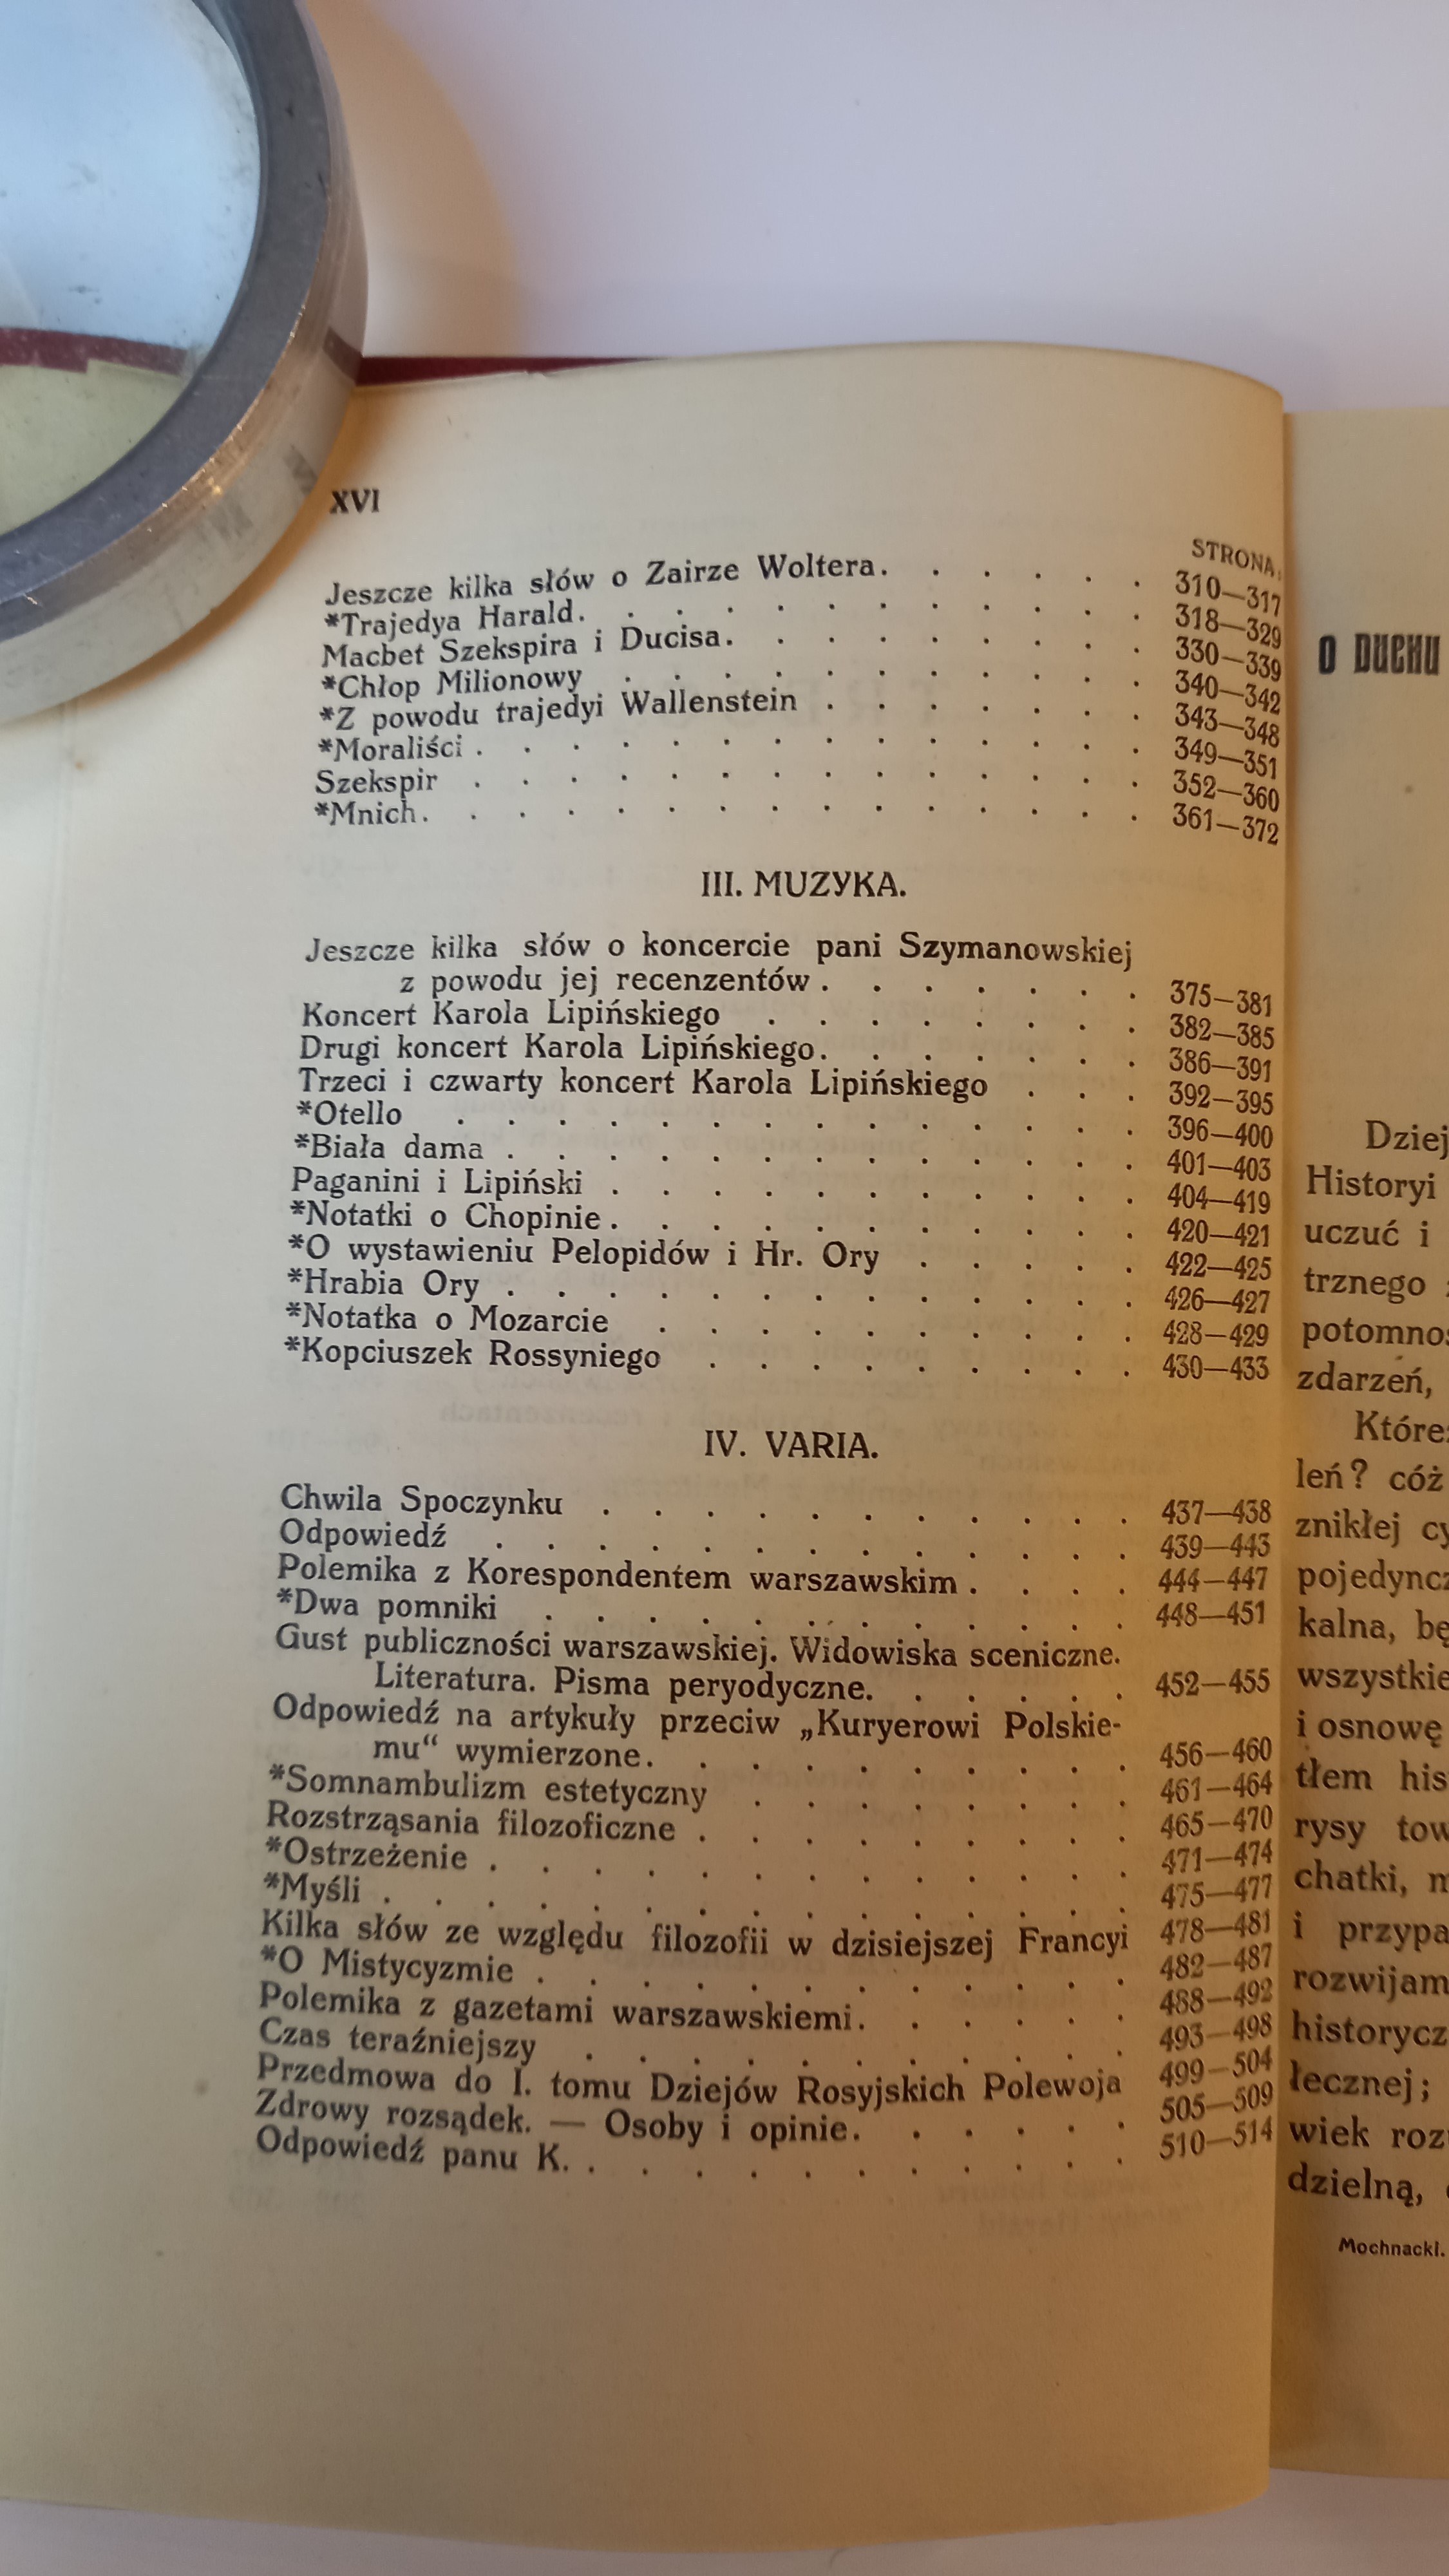 XVI
STRONA.
Jeszcze kilka słów o Zairze Woltera. . . . . . 310—317
*Trajedya Harald. . . . . . . . . . . . 318—329
Macbet Szekspira i Ducisa. . . . . . . . . 330—339
*Chłop Milionowy . . . . . . . . . . . 340—342
*Z powodu trajedyi Wallenstein . . . . . . . 343—348
*Moraliści . . . . . . . . . . . . . . 349—351
Szekspir . . . . . . . . . . . . . . 352—360
*Mnich. . . . . . . . . . . . . . . 361—372
III. MUZYKA.
Jeszcze kilka słów o koncercie pani Szymanowskiej
z powodu jej recenzentów . . . . . . . 375—381
Koncert Karola Lipińskiego . . . . . . . . 382—385
Drugi koncert Karola Lipińskiego. . . . . . . 386—391
Trzeci i czwarty koncert Karola Lipińskiego . . . 392—395
*Otello . . . . . . . . . . . . . . 396—400
*Biała dama . . . . . . . . . . . . . 401—403
Paganini i Lipiński . . . . . . . . . . . 404—419
*Notatki o Chopinie . . . . . . . . . . . 420—421
*O wystawieniu Pelopidów i Hr. Ory . . . . . 422—425
*Hrabia Ory . . . . . . . . . . . . . 426—427
*Notatka o Mozarcie . . . . . . . . . . 428—429
*Kopciuszek Rossyniego . . . . . . . . . 430—433
IV. VARIA.
Chwila Spoczynku . . . . . . . . . . . 437—438
Odpowiedź . . . . . . . . . . . . . 439—443
Polemika z Korespondentem warszawskim . . . . 444—447
*Dwa pomniki . . . . . . . . . . . . 448—451
Gust publiczności warszawskiej. Widowiska sceniczne.
Literatura. Pisma peryodyczne. . . . . . 452—455
Odpowiedź na artykuły przeciw „Kuryerowi Polskie-
mu“ wymierzone. . . . . . . . . . 456—460
*Somnambulizm estetyczny . . . . . . . . 461—464
Rozstrząsania filozoficzne . . . . . . . . . 465—470
*Ostrzeżenie . . . . . . . . . . . . . 471—474
*Myśli . . . . . . . . . . . . . . . 475—477
Kilka słów ze względu filozofii w dzisiejszej Francyi 478—481
*O Mistycyzmie . . . . . . . . . . . . 482—487
Polemika z gazetami warszawskiemi. . . . . . 488—492
Czas teraźniejszy . . . . . . . . . . . 493—498
Przedmowa do I. tomu Dziejów Rosyjskich Polewoja 499—504
Zdrowy rozsądek. — Osoby i opinie. . . . . . 505—509
Odpowiedź panu K. . . . . . . . . . . . 510—514
O DUCHU
Dziej
Historyi
uczuć i
trznego
potomnoś
zdarzeń,
Które
leń? cóż
znikłej cy
pojedyncz
kalna, bę
wszystkie
i osnowę
tłem his
rysy tow
chatki, m
i przypa
rozwijam
historycz
łecznej;
wiek roz
dzielną,
Mochnacki.